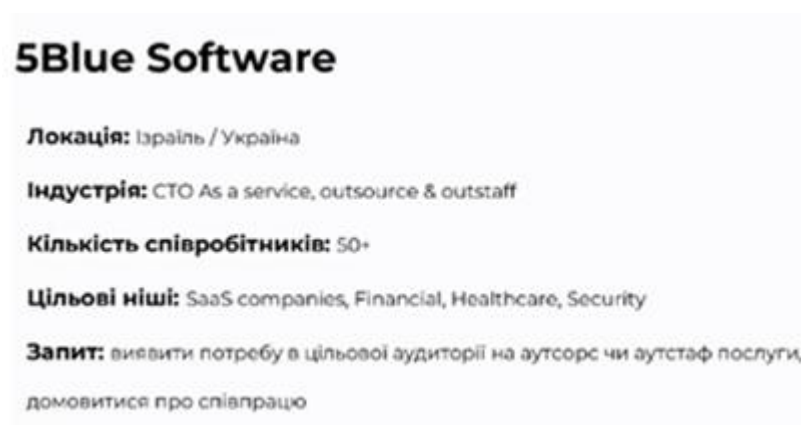 5Blue Software
Локація: Ізраїль / Україна
Індустрія: CTO As a service, outsource & outstaff
Кількість співробітників: 50+
Цільові ніші: SaaS companies, Financial, Healthcare, Security
Запит: виявити потребу в цільової аудиторії на аутсорс чи аутстаф послуги,
домовитися про співпрацю